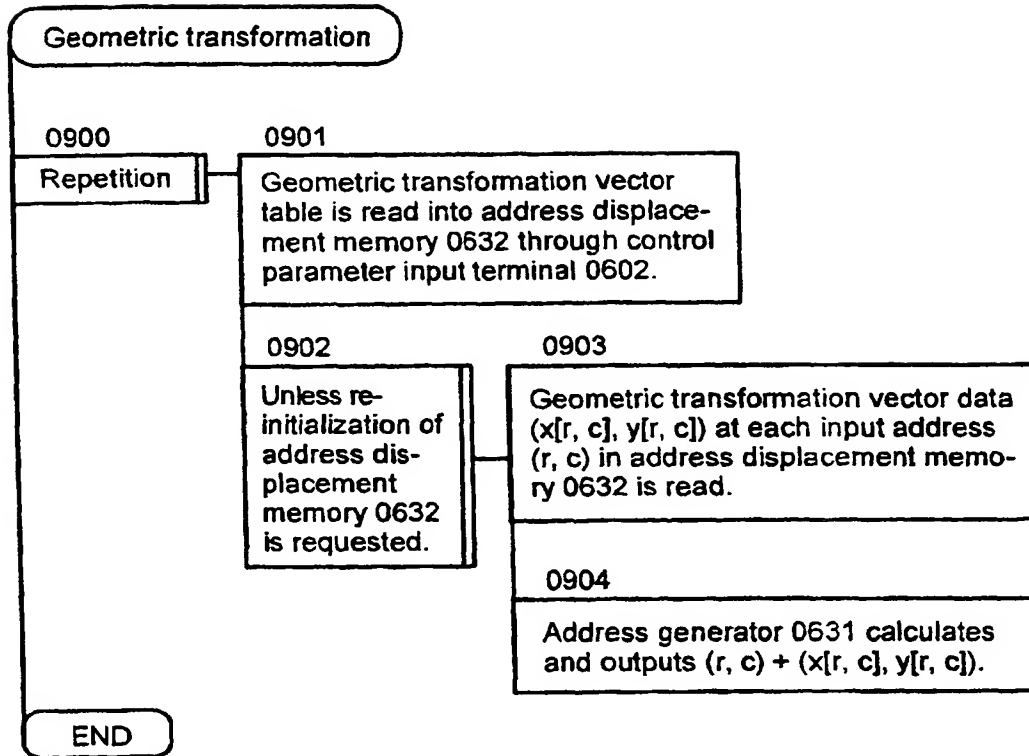 Geometric transformation
0900
Repetition
0901
Geometric transformation vector
table is read into address displace-
ment memory 0632 through control
parameter input terminal 0602.
0902
Unless re-
initialization of
address dis-
placement
memory 0632
is requested.
0903
Geometric transformation vector data
(x[r, c], y[r, c]) at each input address
(r, c) in address displacement memo-
ry 0632 is read.
0904
Address generator 0631 calculates
and outputs (r, c) + (x[r, c], y[r, c]).
END